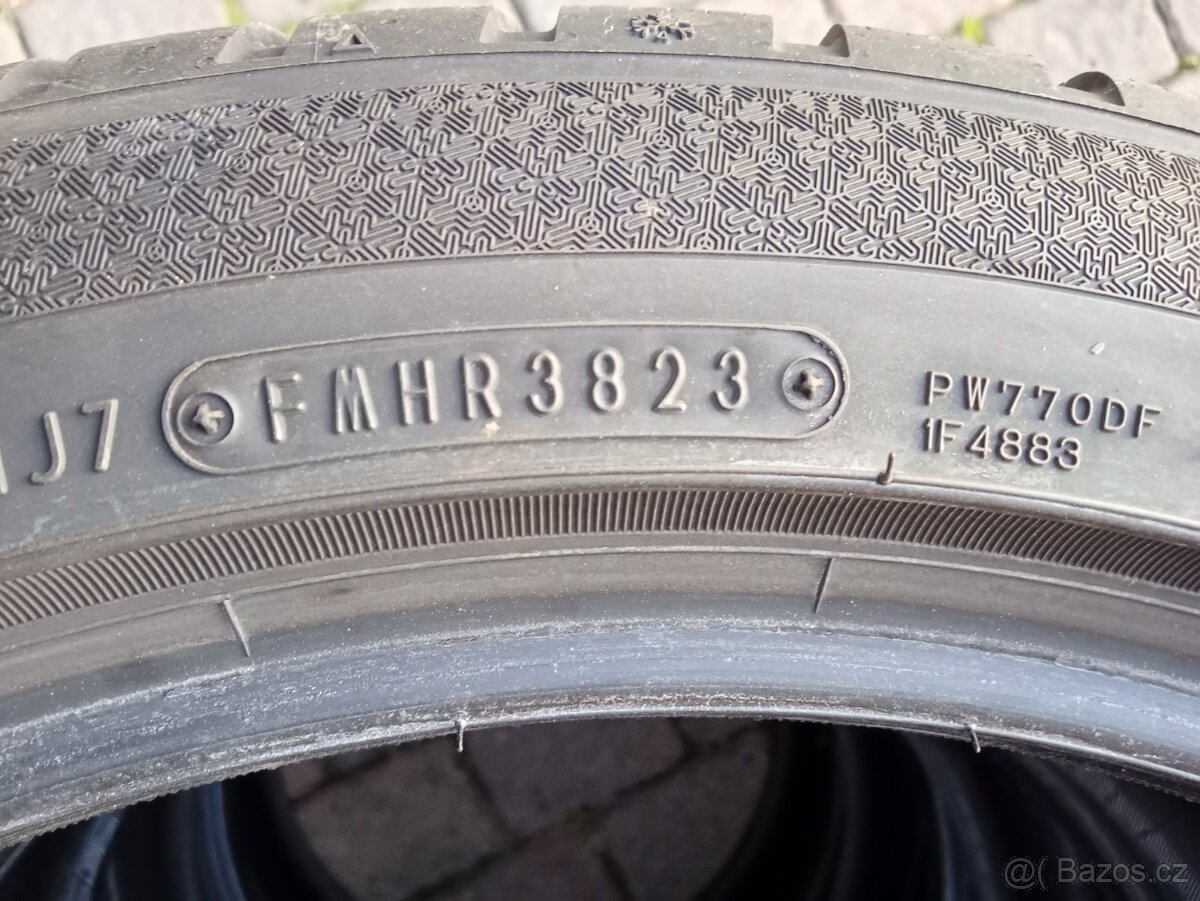 J7 FMHR3823
PW770DF
1F4883
@( Bazos.cz